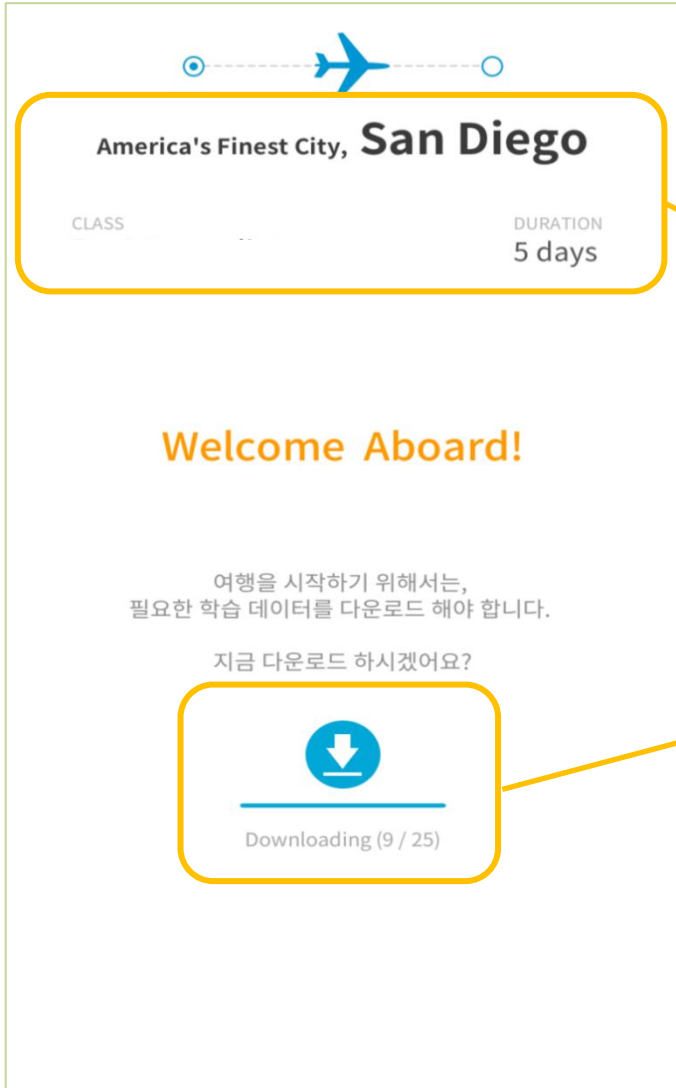 America's Finest City, San Diego
CLASS DURATION
5 days
Welcome Aboard!
여행을 시작하기 위해서는,
필요한 학습 데이터를 다운로드 해야 합니다.
지금 다운로드 하시겠어요?
Downloading (9 / 25)